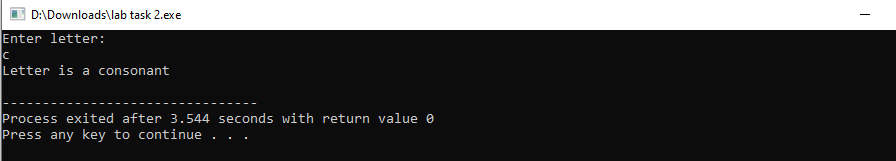 D:\Downloads\lab task 2.exe
Enter letter:
c
Letter is a consonant
--------------------------------
Process exited after 3.544 seconds with return value 0
Press any key to continue . . .